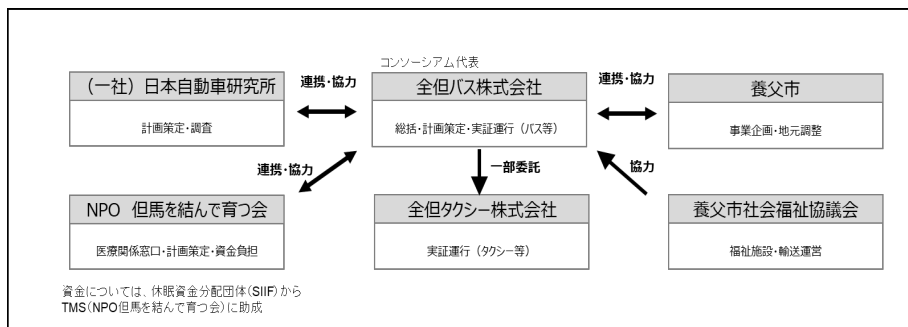 コンソーシアム代表
(一社)日本自動車研究所
計画策定・調査
連携・協力
全但バス株式会社
総括・計画策定・実証運行(バス等)
連携・協力
養父市
事業企画・地元調整
連携・協力
一部委託
協力
NPO 但馬を結んで育つ会
医療関係窓口・計画策定・資金負担
全但タクシー株式会社
実証運行(タクシー等)
養父市社会福祉協議会
福祉施設・輸送運営
資金については、休眠資金分配団体(SIIF)から
TMS(NPO但馬を結んで育つ会)に助成